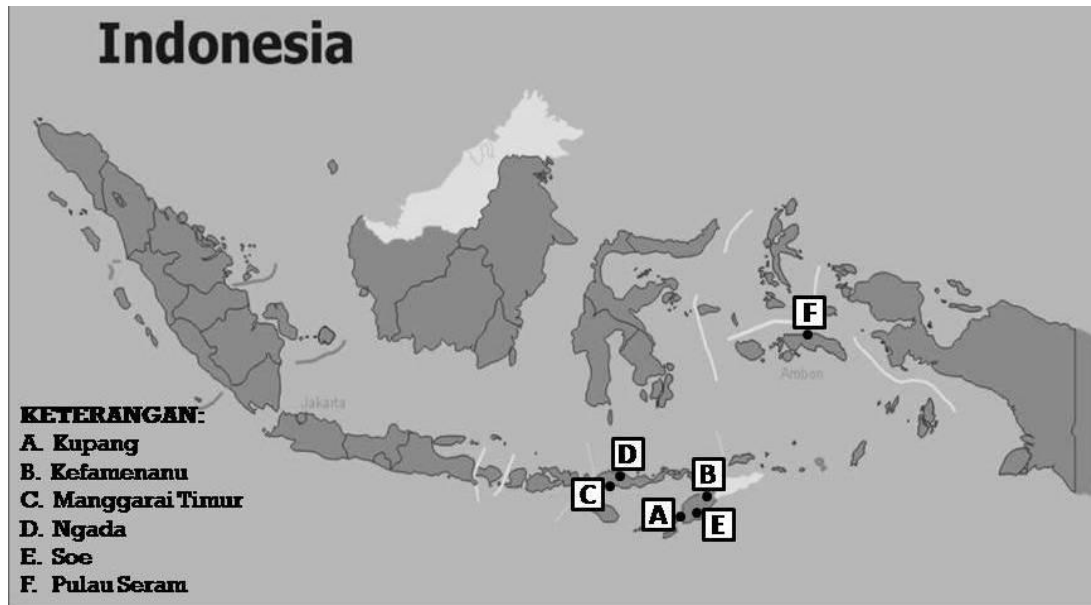 Indonesia
F
Ambon
Jakarta
KETERANGAN:
A. Kupang
B. Kefamenanu
C. Manggarai Timur
D. Ngada
E. Soe
F. Pulau Seram
D
C
B
A
E